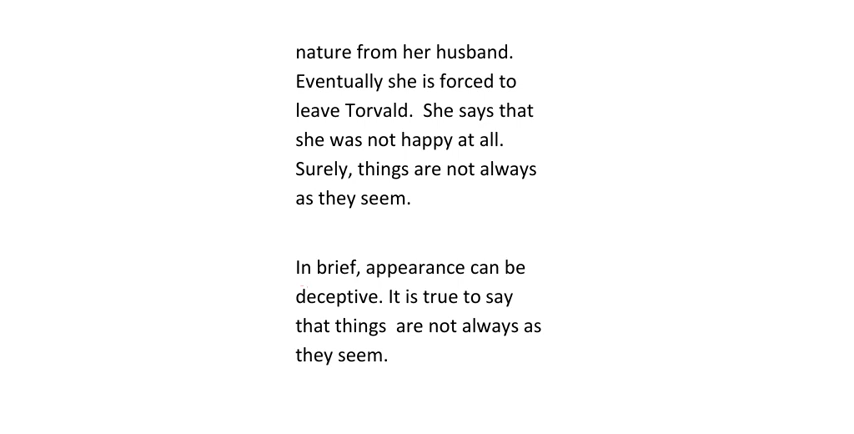 nature from her husband.
Eventually she is forced to
leave Torvald.  She says that
she was not happy at all.
Surely, things are not always
as they seem.
In brief, appearance can be
deceptive. It is true to say
that things  are not always as
they seem.